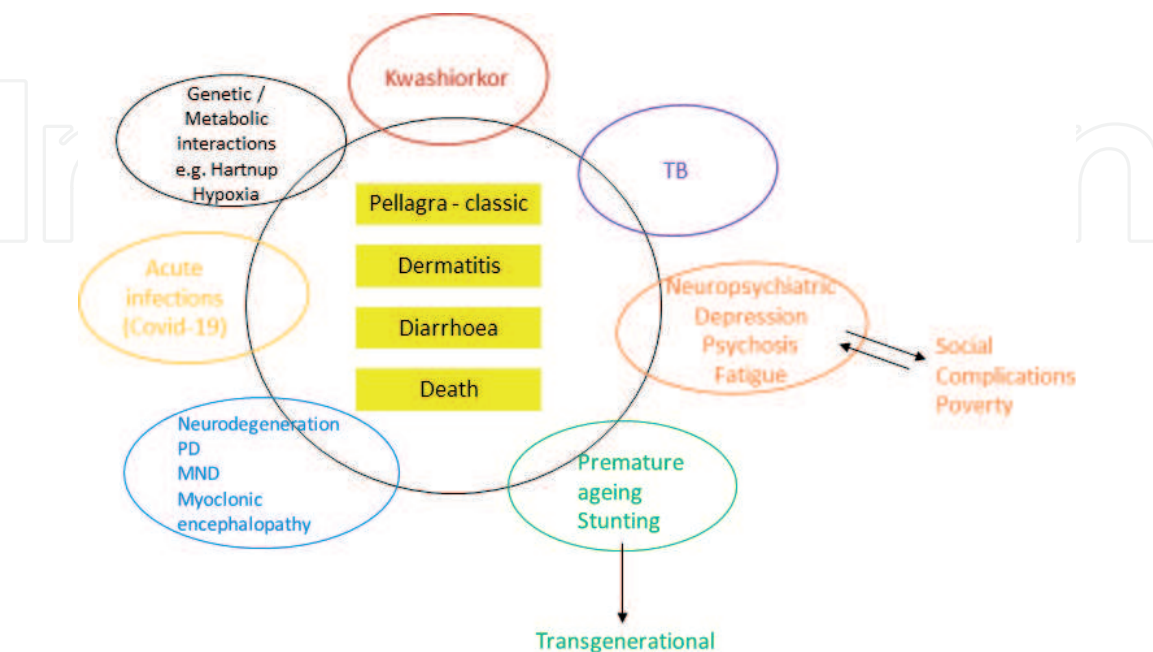 Kwashiorkor
Genetic /
Metabolic
interactions
e.g. Hartnup
Hypoxia
TB
Pellagra - classic
Dermatitis
Diarrhoea
Death
Acute
infections
(Covid-19)
Neuropsychiatric
Depression
Psychosis
Fatigue
Social
Complications
Poverty
Neurodegeneration
PD
MND
Myoclonic
encephalopathy
Premature
ageing
Stunting
Transgenerational